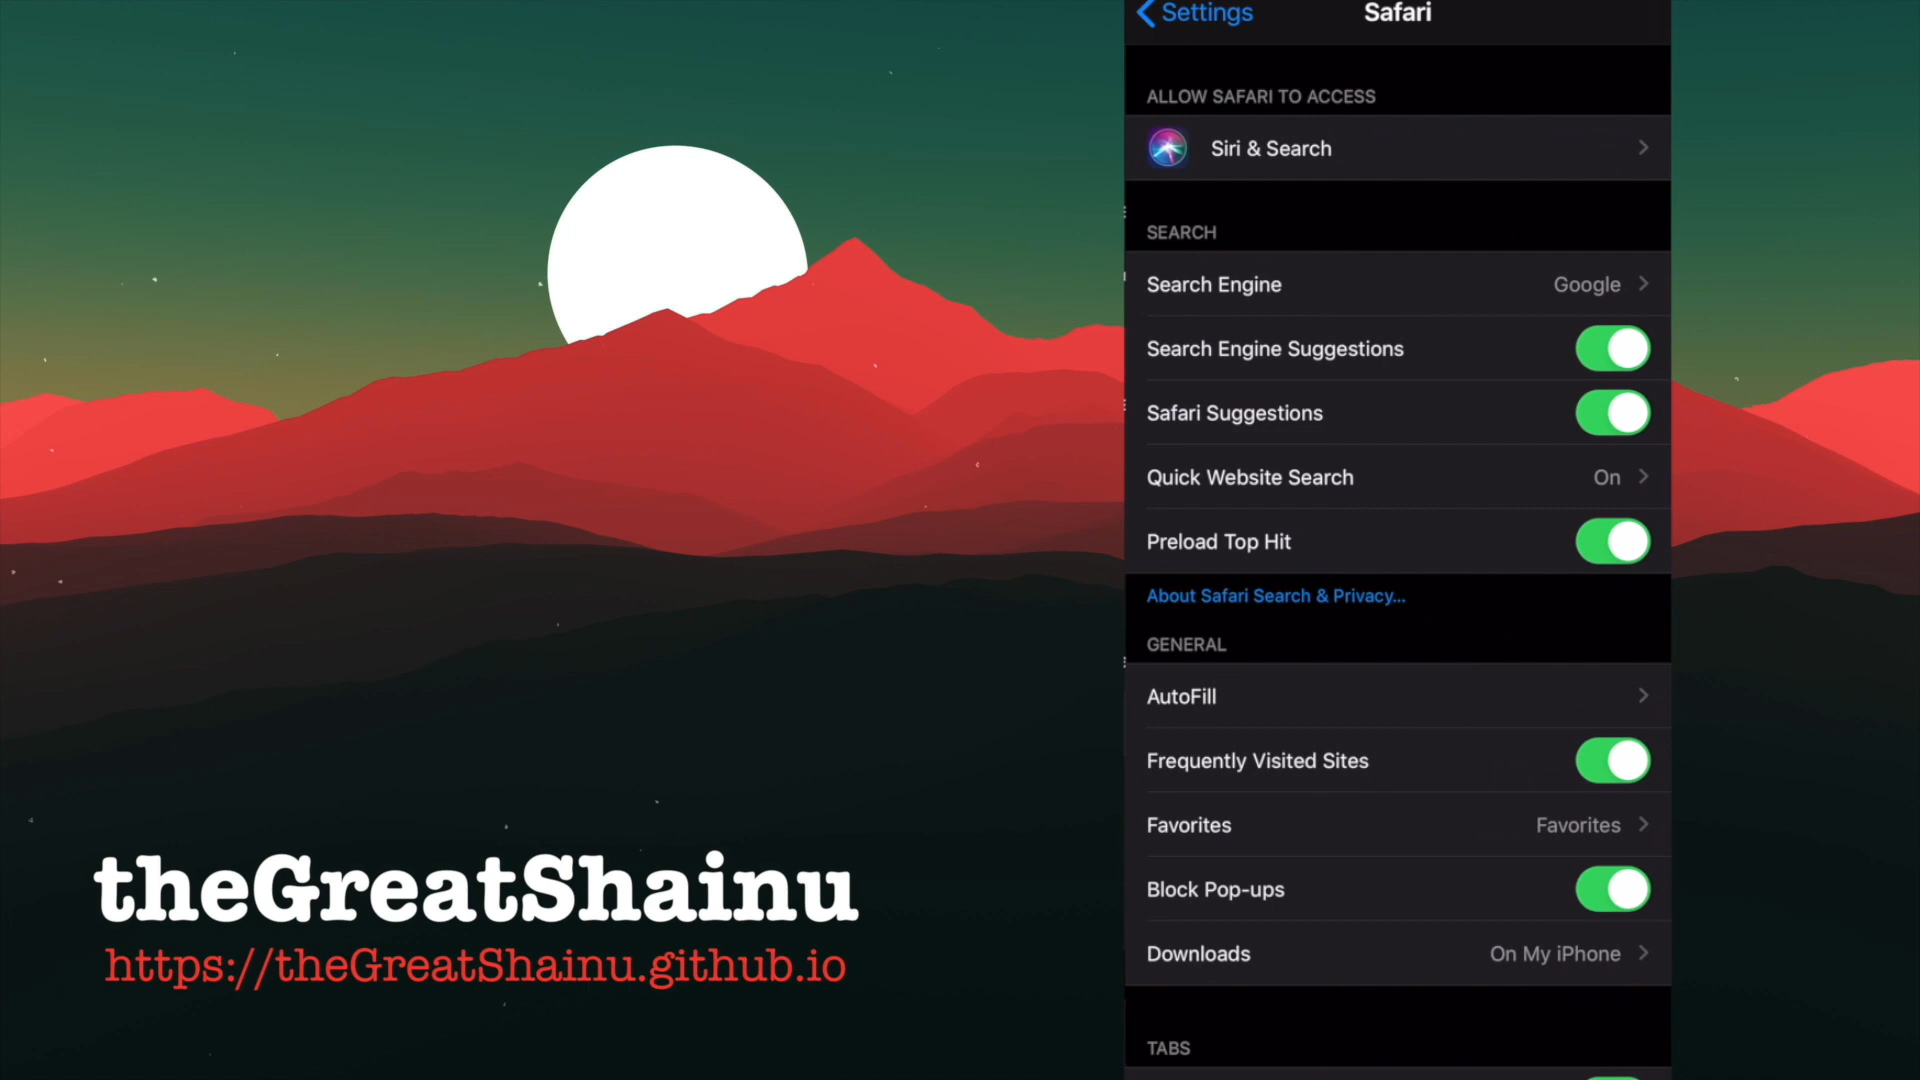 Settings
Safari
ALLOW SAFARI TO ACCESS
Siri & Search
SEARCH
Search Engine
Google
Search Engine Suggestions
Safari Suggestions
Quick Website Search
On
Preload Top Hit
About Safari Search & Privacy...
GENERAL
AutoFill
Frequently Visited Sites
Favorites
Favorites
Block Pop-ups
Downloads
On My iPhone
TABS
theGreatShainu
https://theGreatShainu.github.io